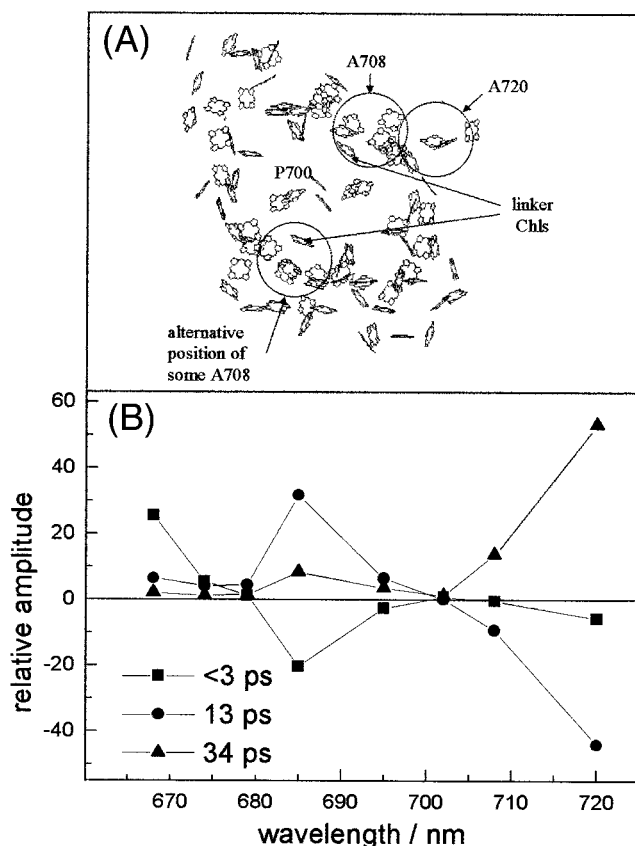 (A)
A708
A720
P700
linker
Chls
alternative
position of
some A708
(B)
60
40
20
0
-20
-40
relative amplitude
<3 ps
13 ps
34 ps
670 680 690 700 710 720
wavelength / nm